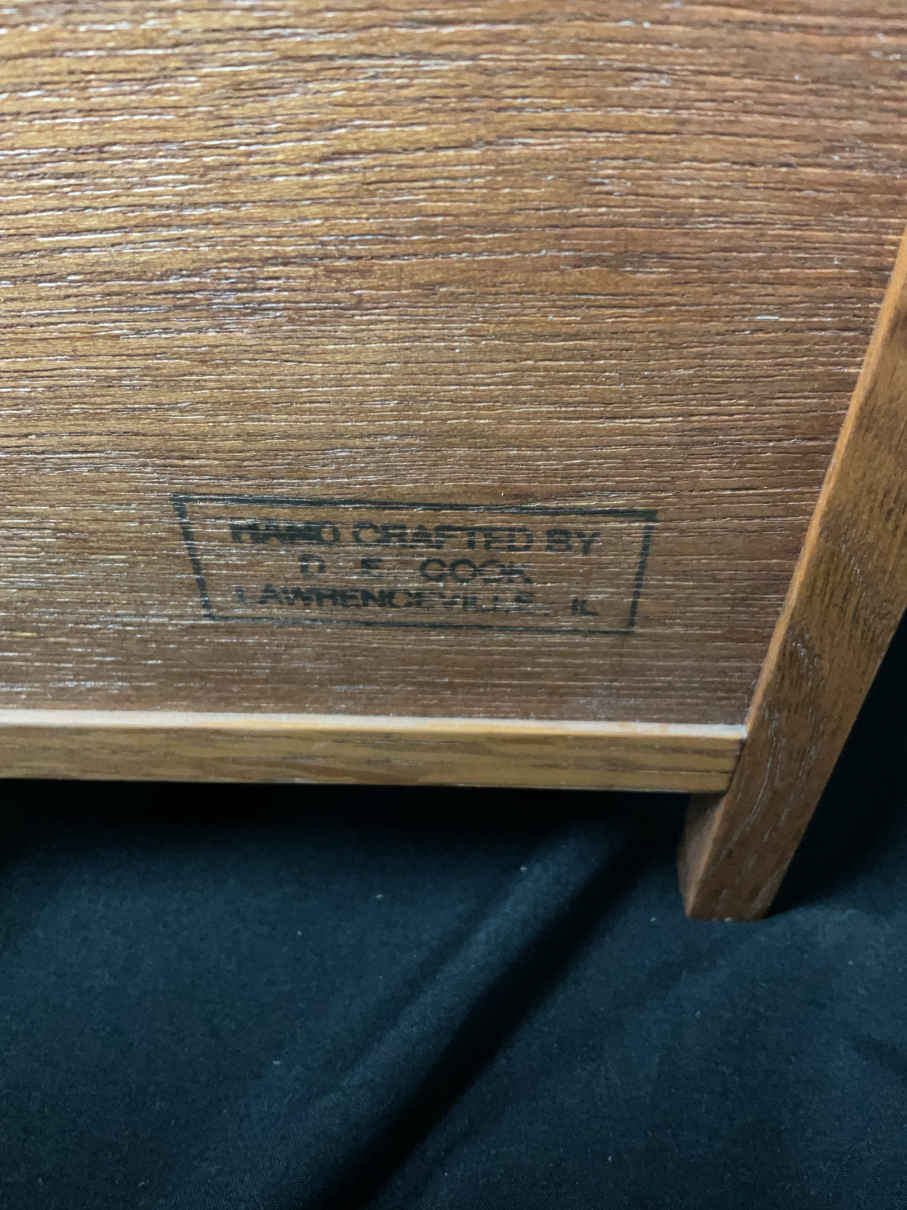 HAND CRAFTED BY
D E COOK
LAWRENCEVILLE, IL